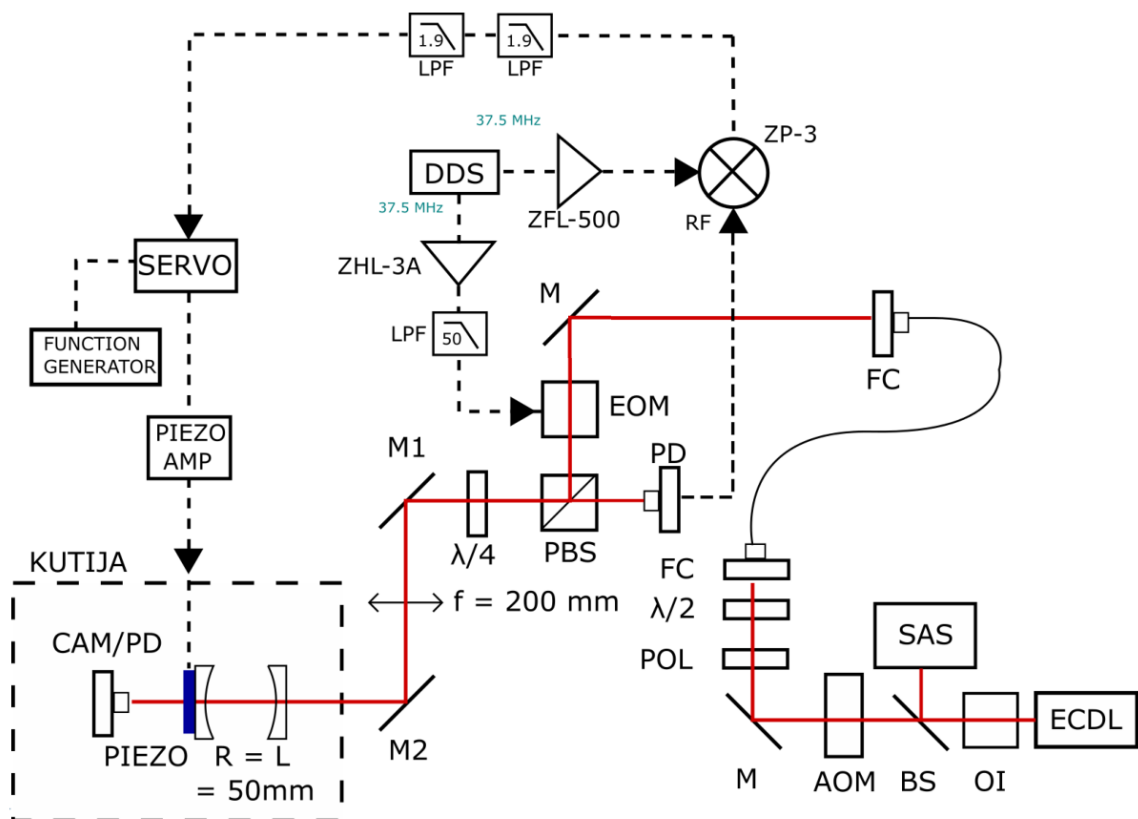 1.9
1.9
LPF
LPF
37.5 MHz
ZP-3
DDS
37.5 MHz
ZFL-500
RF
SERVO
ZHL-3A
M
LPF
50
FUNCTION
GENERATOR
EOM
FC
PIEZO
AMP
M1
PD
λ/4
PBS
KUTIJA
FC
f = 200 mm
λ/2
SAS
CAM/PD
POL
ECDL
PIEZO
R = L
= 50mm
M2
M
AOM
BS
OI